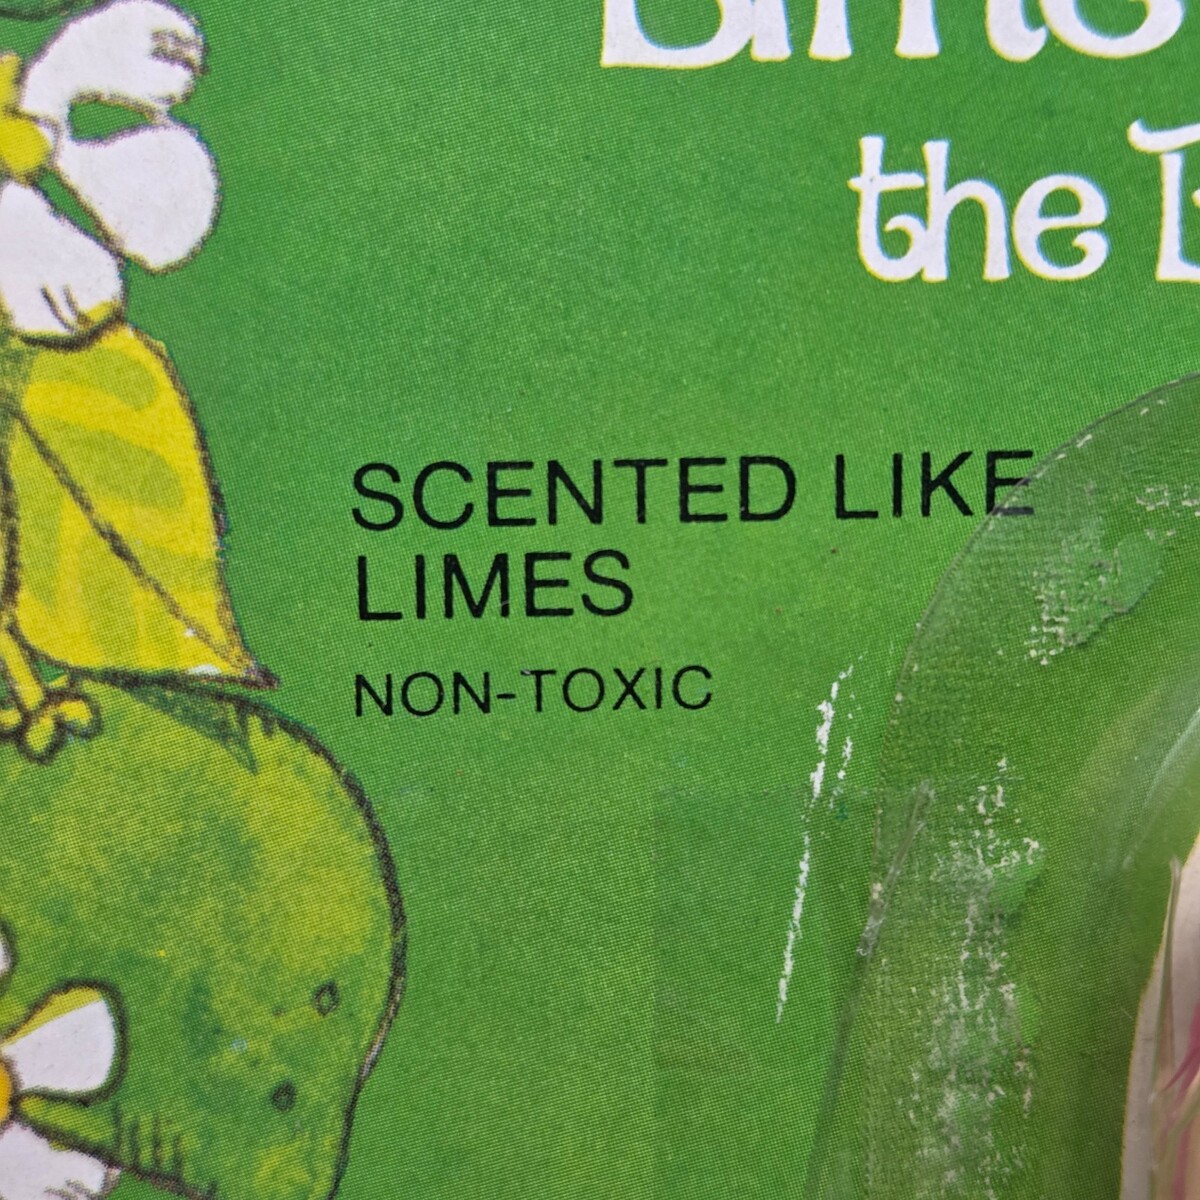 the
SCENTED LIKE
LIMES
NON-TOXIC